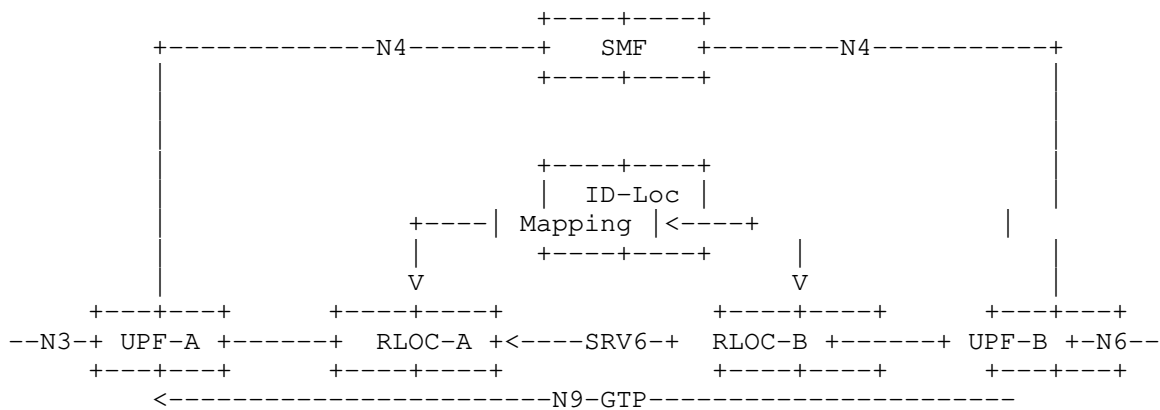 N4 SMF N4
ID-Loc
Mapping
N3 UPF-A RLOC-A SRV6 RLOC-B UPF-B N6
N9-GTP